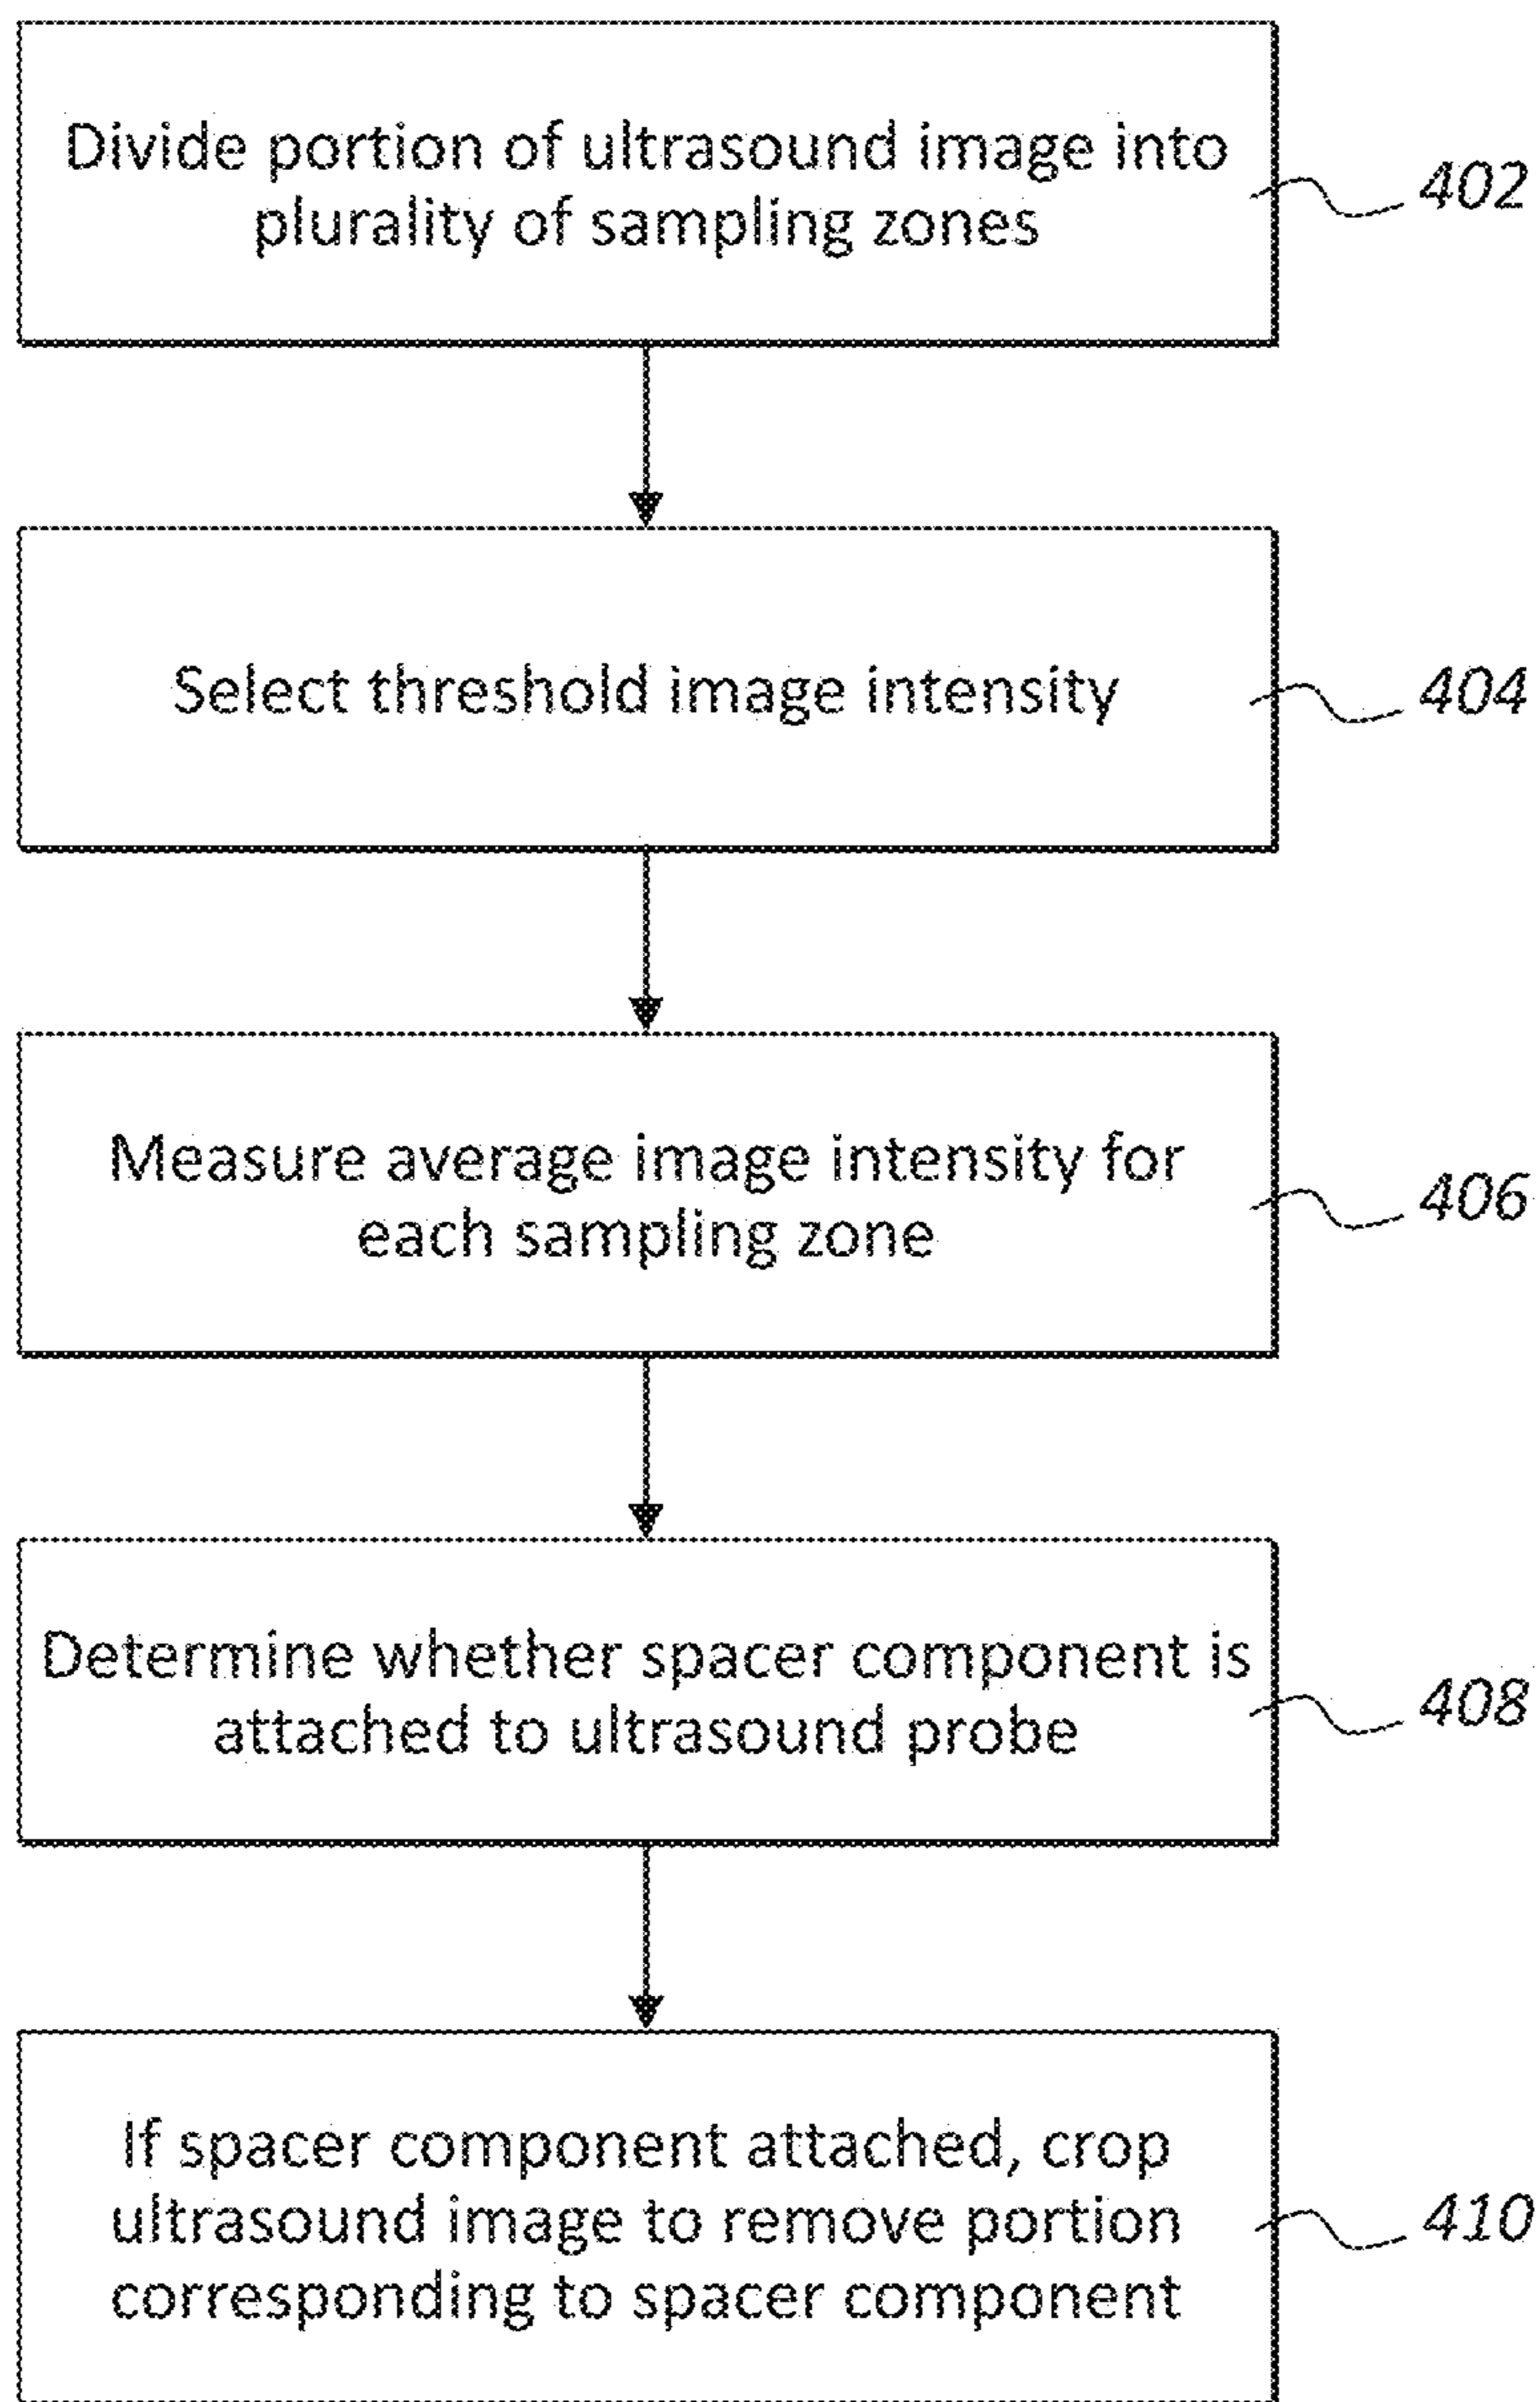 Divide portion of ultrasound image into
plurality of sampling zones
402
Select threshold image intensity
404
Measure average image intensity for
each sampling zone
406
Determine whether spacer component is
attached to ultrasound probe
408
If spacer component attached, crop
ultrasound image to remove portion
corresponding to spacer component
410